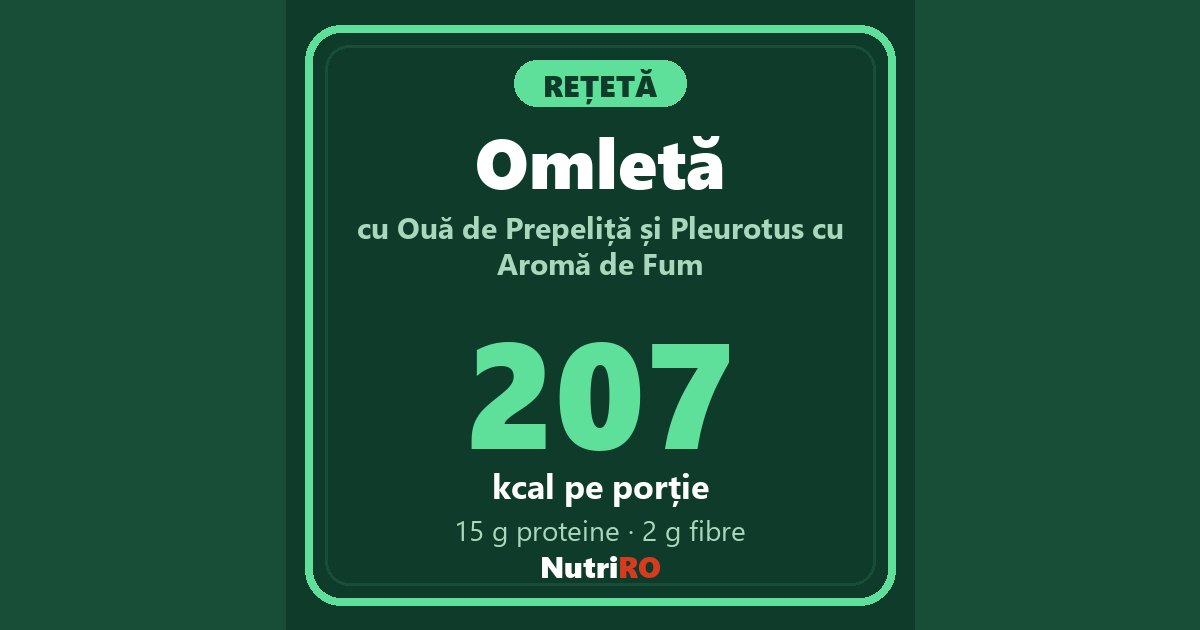 REȚETĂ
Omletă
cu Ouă de Prepeliță și Pleurotus cu
Aromă de Fum
207
kcal pe porție
15 g proteine · 2 g fibre
NutriRO